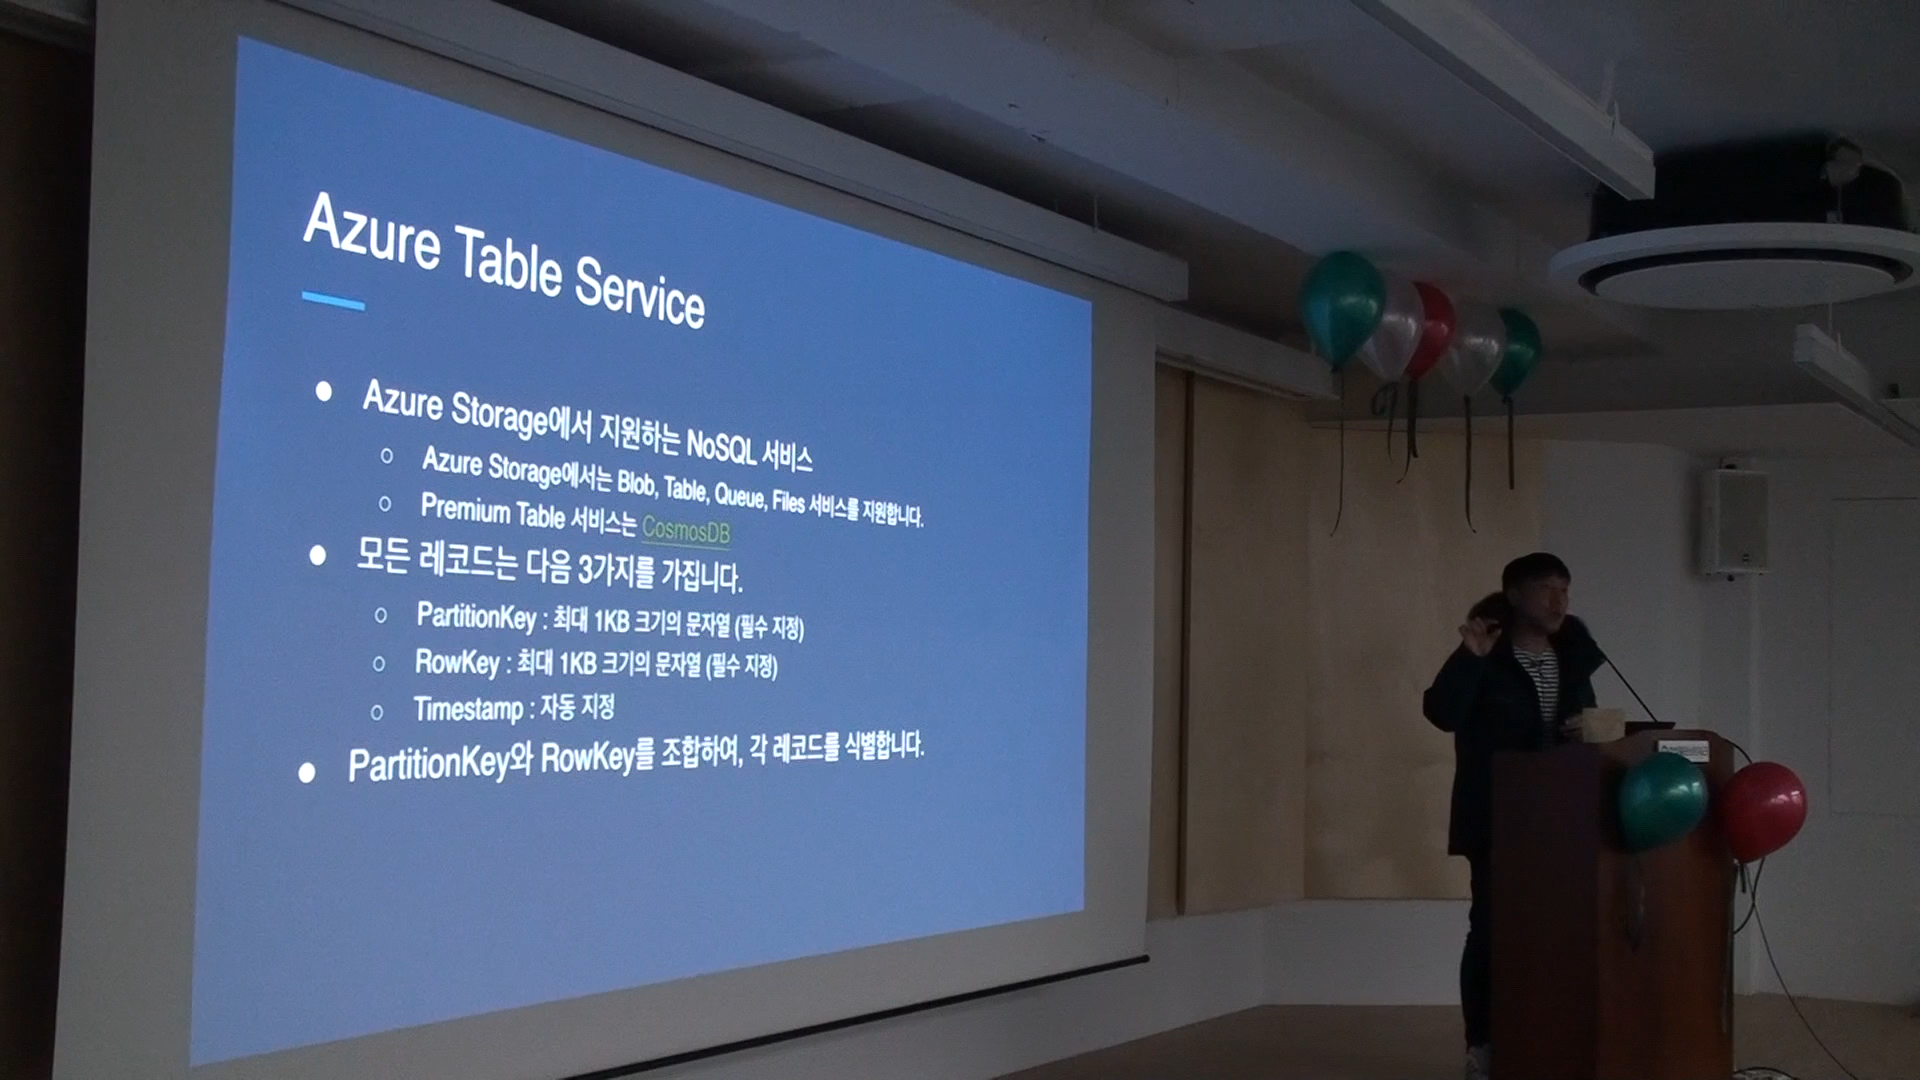 Azure Table Service
● Azure Storage에서 지원하는 NoSQL 서비스
○ Azure Storage에서는 Blob, Table, Queue, Files 서비스를 지원합니다.
○ Premium Table 서비스는 CosmosDB
● 모든 레코드는 다음 3가지를 가집니다.
○ PartitionKey : 최대 1KB 크기의 문자열 (필수 지정)
○ RowKey : 최대 1KB 크기의 문자열 (필수 지정)
○ Timestamp : 자동 지정
● PartitionKey와 RowKey를 조합하여, 각 레코드를 식별합니다.